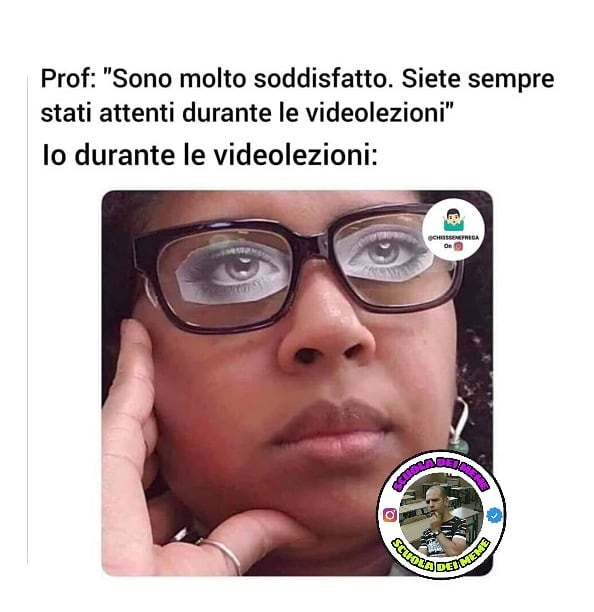 Prof: "Sono molto soddisfatto. Siete sempre
stati attenti durante le videolezioni"
Io durante le videolezioni:
@CHISSSENEFREGA
On
SCUOLA DEI MEME
SCUOLA DEI MEME